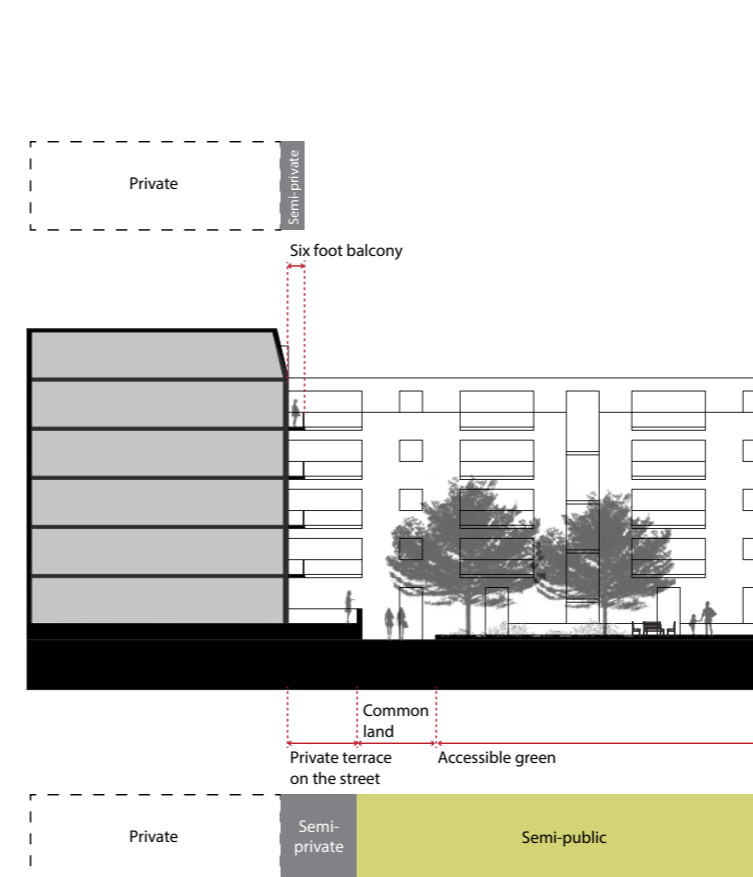 Private
Semi-private
Six foot balcony
Common
land
Private terrace
on the street
Accessible green
Private
Semi-
private
Semi-public